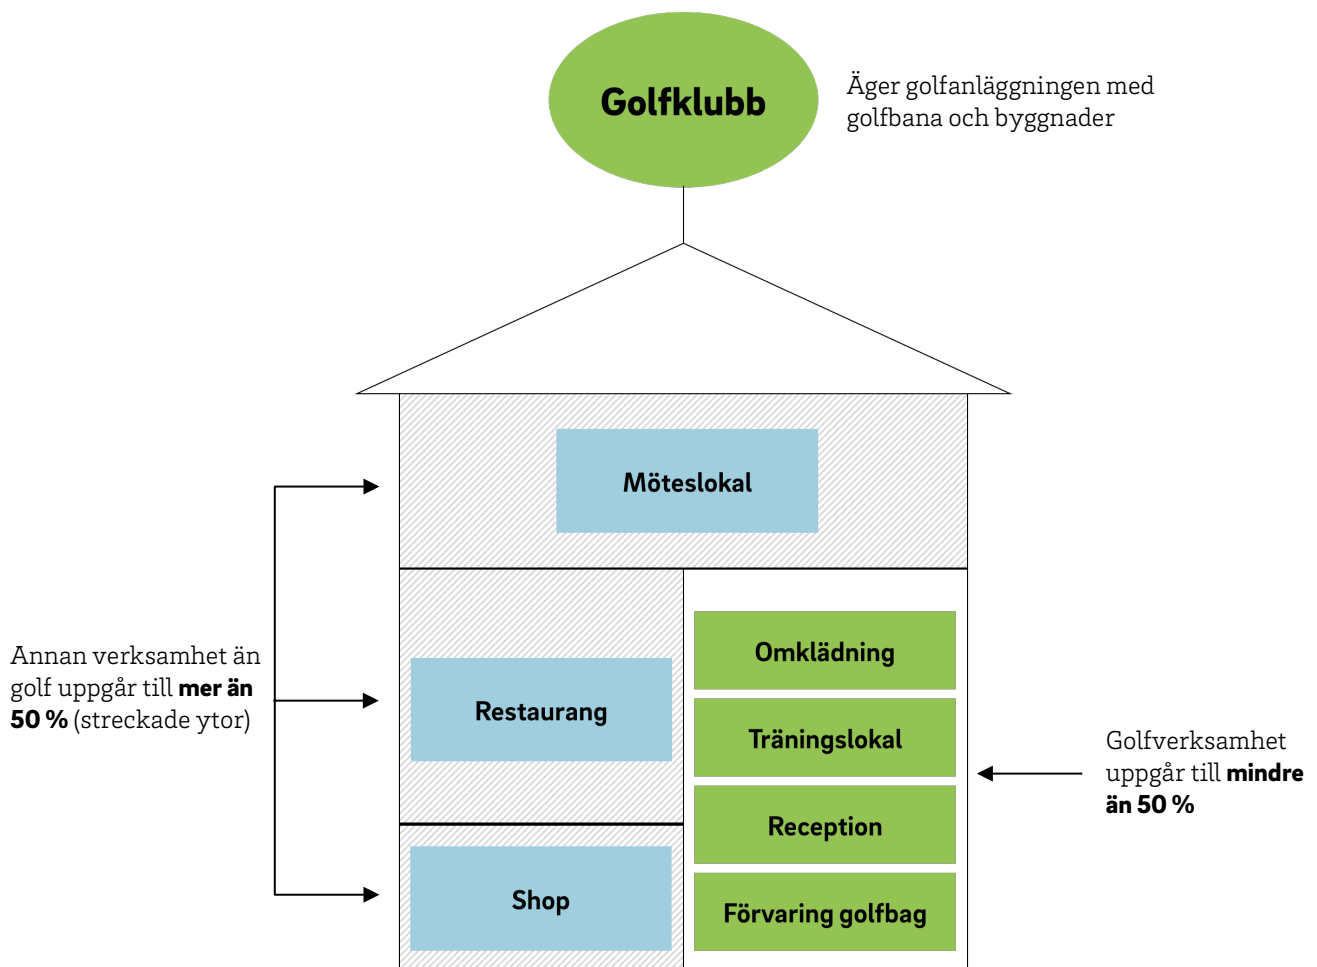 Golfklubb
Äger golfanläggningen med
golfbana och byggnader
Möteslokal
Annan verksamhet än
golf uppgår till mer än
50 % (streckade ytor)
Restaurang
Shop
Omklädning
Träningslokal
Reception
Förvaring golfbag
Golfverksamhet
uppgår till mindre
än 50 %